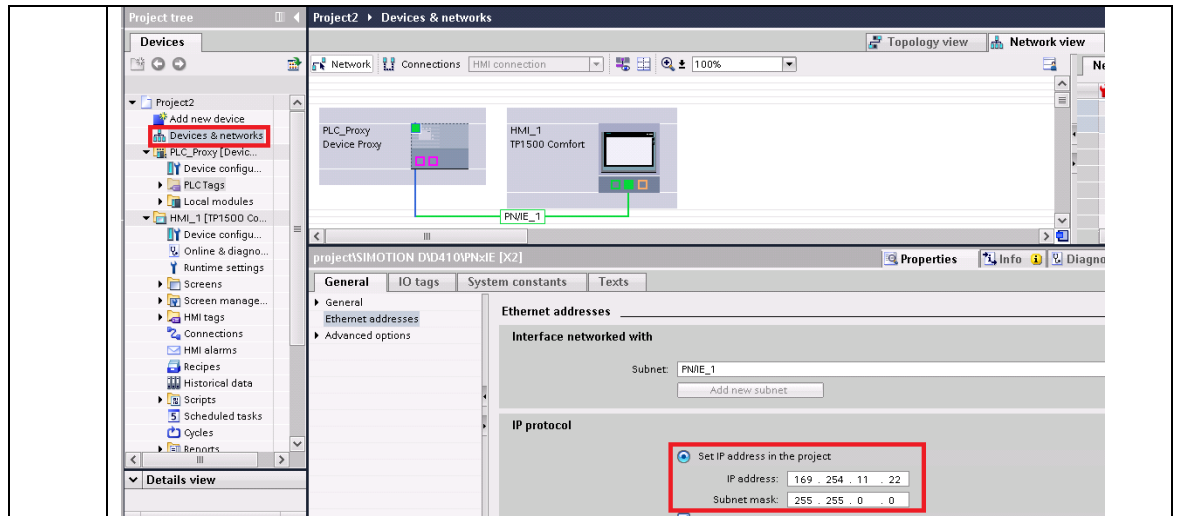 Project tree
Devices
Project2
Add new device
Devices & networks
PLC_Proxy [Devic...
Device configu...
PLC Tags
Local modules
HMI_1 [TP1500 Co...
Device configu...
Online & diagno...
Runtime settings
Screens
Screen manage...
HMI tags
Connections
HMI alarms
Recipes
Historical data
Scripts
Scheduled tasks
Cycles
Reports
Details view
Project2 Devices & networks
Topology view Network view
Network Connections HMI connection 100%
PLC_Proxy
Device Proxy
HMI_1
TP1500 Comfort
PN/IE_1
project\SIMOTION D\D410\PNxIE [X2]
Properties Info Diagno
General IO tags System constants Texts
General
Ethernet addresses
Advanced options
Ethernet addresses
Interface networked with
Subnet: PN/IE_1
Add new subnet
IP protocol
Set IP address in the project
IP address: 169 . 254 . 11 . 22
Subnet mask: 255 . 255 . 0 . 0